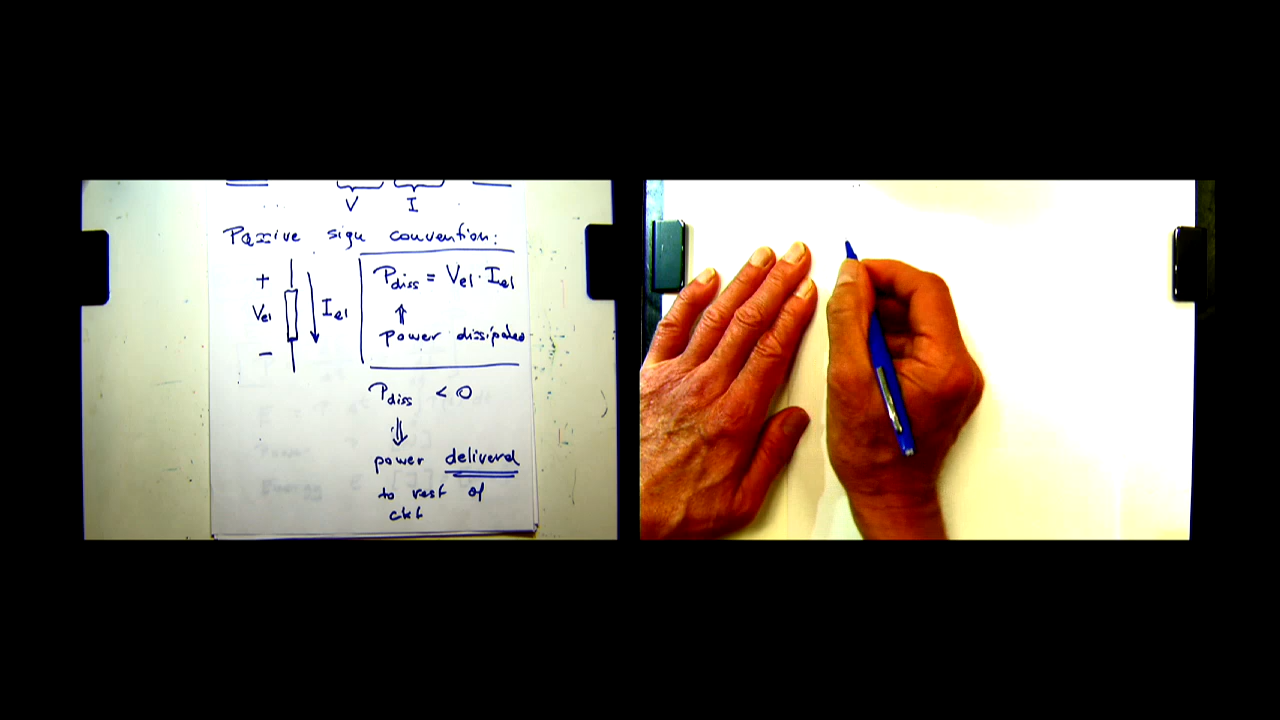 V I
Passive sign convention:
+
Vel
−
Iel
Pdiss = Vel · Iel
⇑
power dissipated
Pdiss < 0
⇓
power delivered
to rest of
ckt